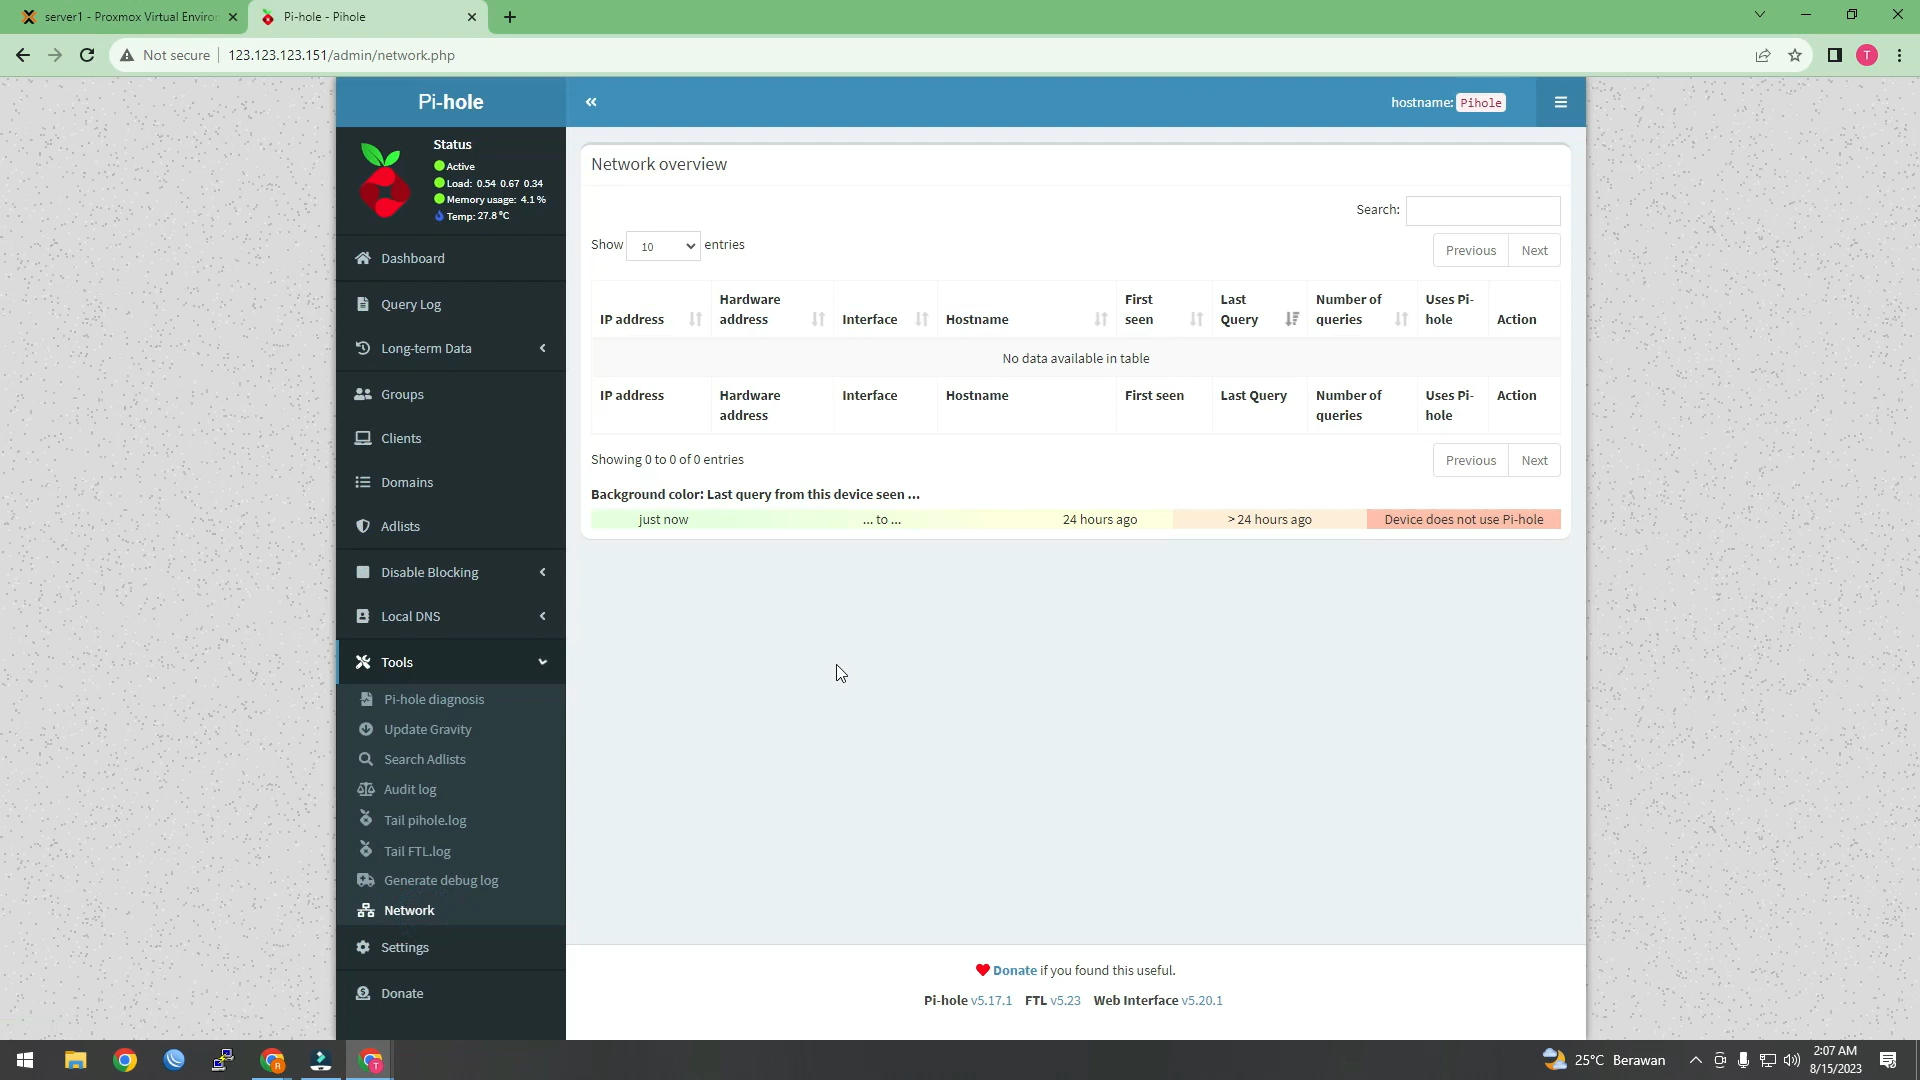 server1 - Proxmox Virtual Enviro
Pi-hole - Pihole
Not secure
123.123.123.151/admin/network.php
T
Pi-hole
hostname: Pihole
Status
Active
Load: 0.54 0.67 0.34
Memory usage: 4.1 %
Temp: 27.8 °C
Dashboard
Query Log
Long-term Data
Groups
Clients
Domains
Adlists
Disable Blocking
Local DNS
Tools
Pi-hole diagnosis
Update Gravity
Search Adlists
Audit log
Tail pihole.log
Tail FTL.log
Generate debug log
Network
Settings
Donate
Network overview
Search:
Show 10 entries
Previous Next
IP address Hardware address Interface Hostname First seen Last Query Number of queries Uses Pi-hole Action
No data available in table
IP address Hardware address Interface Hostname First seen Last Query Number of queries Uses Pi-hole Action
Showing 0 to 0 of 0 entries
Previous Next
Background color: Last query from this device seen ...
just now ... to ... 24 hours ago > 24 hours ago Device does not use Pi-hole
Donate if you found this useful.
Pi-hole v5.17.1 FTL v5.23 Web Interface v5.20.1
R
T
25°C Berawan
2:07 AM
8/15/2023